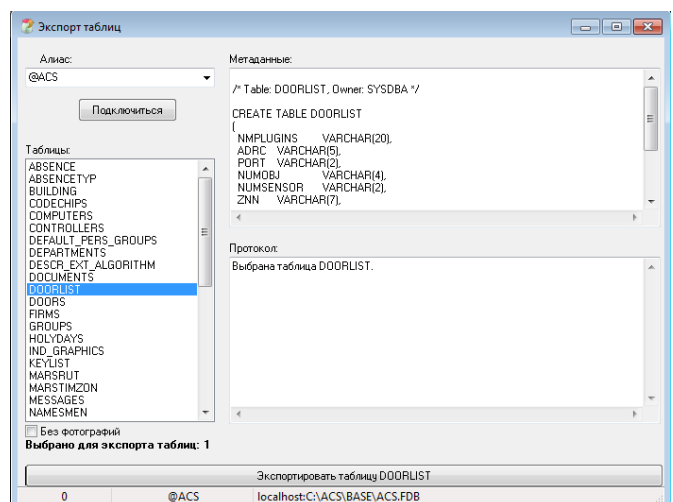 Экспорт таблиц
Алиас:
@ACS
Подключиться
Таблицы:
ABSENCE
ABSENCETYP
BUILDING
CODECHIPS
COMPUTERS
CONTROLLERS
DEFAULT_PERS_GROUPS
DEPARTMENTS
DESCR_EXT_ALGORITHM
DOCUMENTS
DOORLIST
DOORS
FIRMS
GROUPS
HOLYDAYS
IND_GRAPHICS
KEYLIST
MARSRUT
MARSTIMZON
MESSAGES
NAMESMEN
Без фотографий
Выбрано для экспорта таблиц: 1
Метаданные:
/* Table: DOORLIST, Owner: SYSDBA */
CREATE TABLE DOORLIST
(
NMPLUGINS VARCHAR(20),
ADRC VARCHAR(5),
PORT VARCHAR(2),
NUMOBJ VARCHAR(4),
NUMSENSOR VARCHAR(2),
ZNN VARCHAR(7),
Протокол:
Выбрана таблица DOORLIST.
Экспортировать таблицу DOORLIST
0 @ACS localhost:C:\ACS\BASE\ACS.FDB